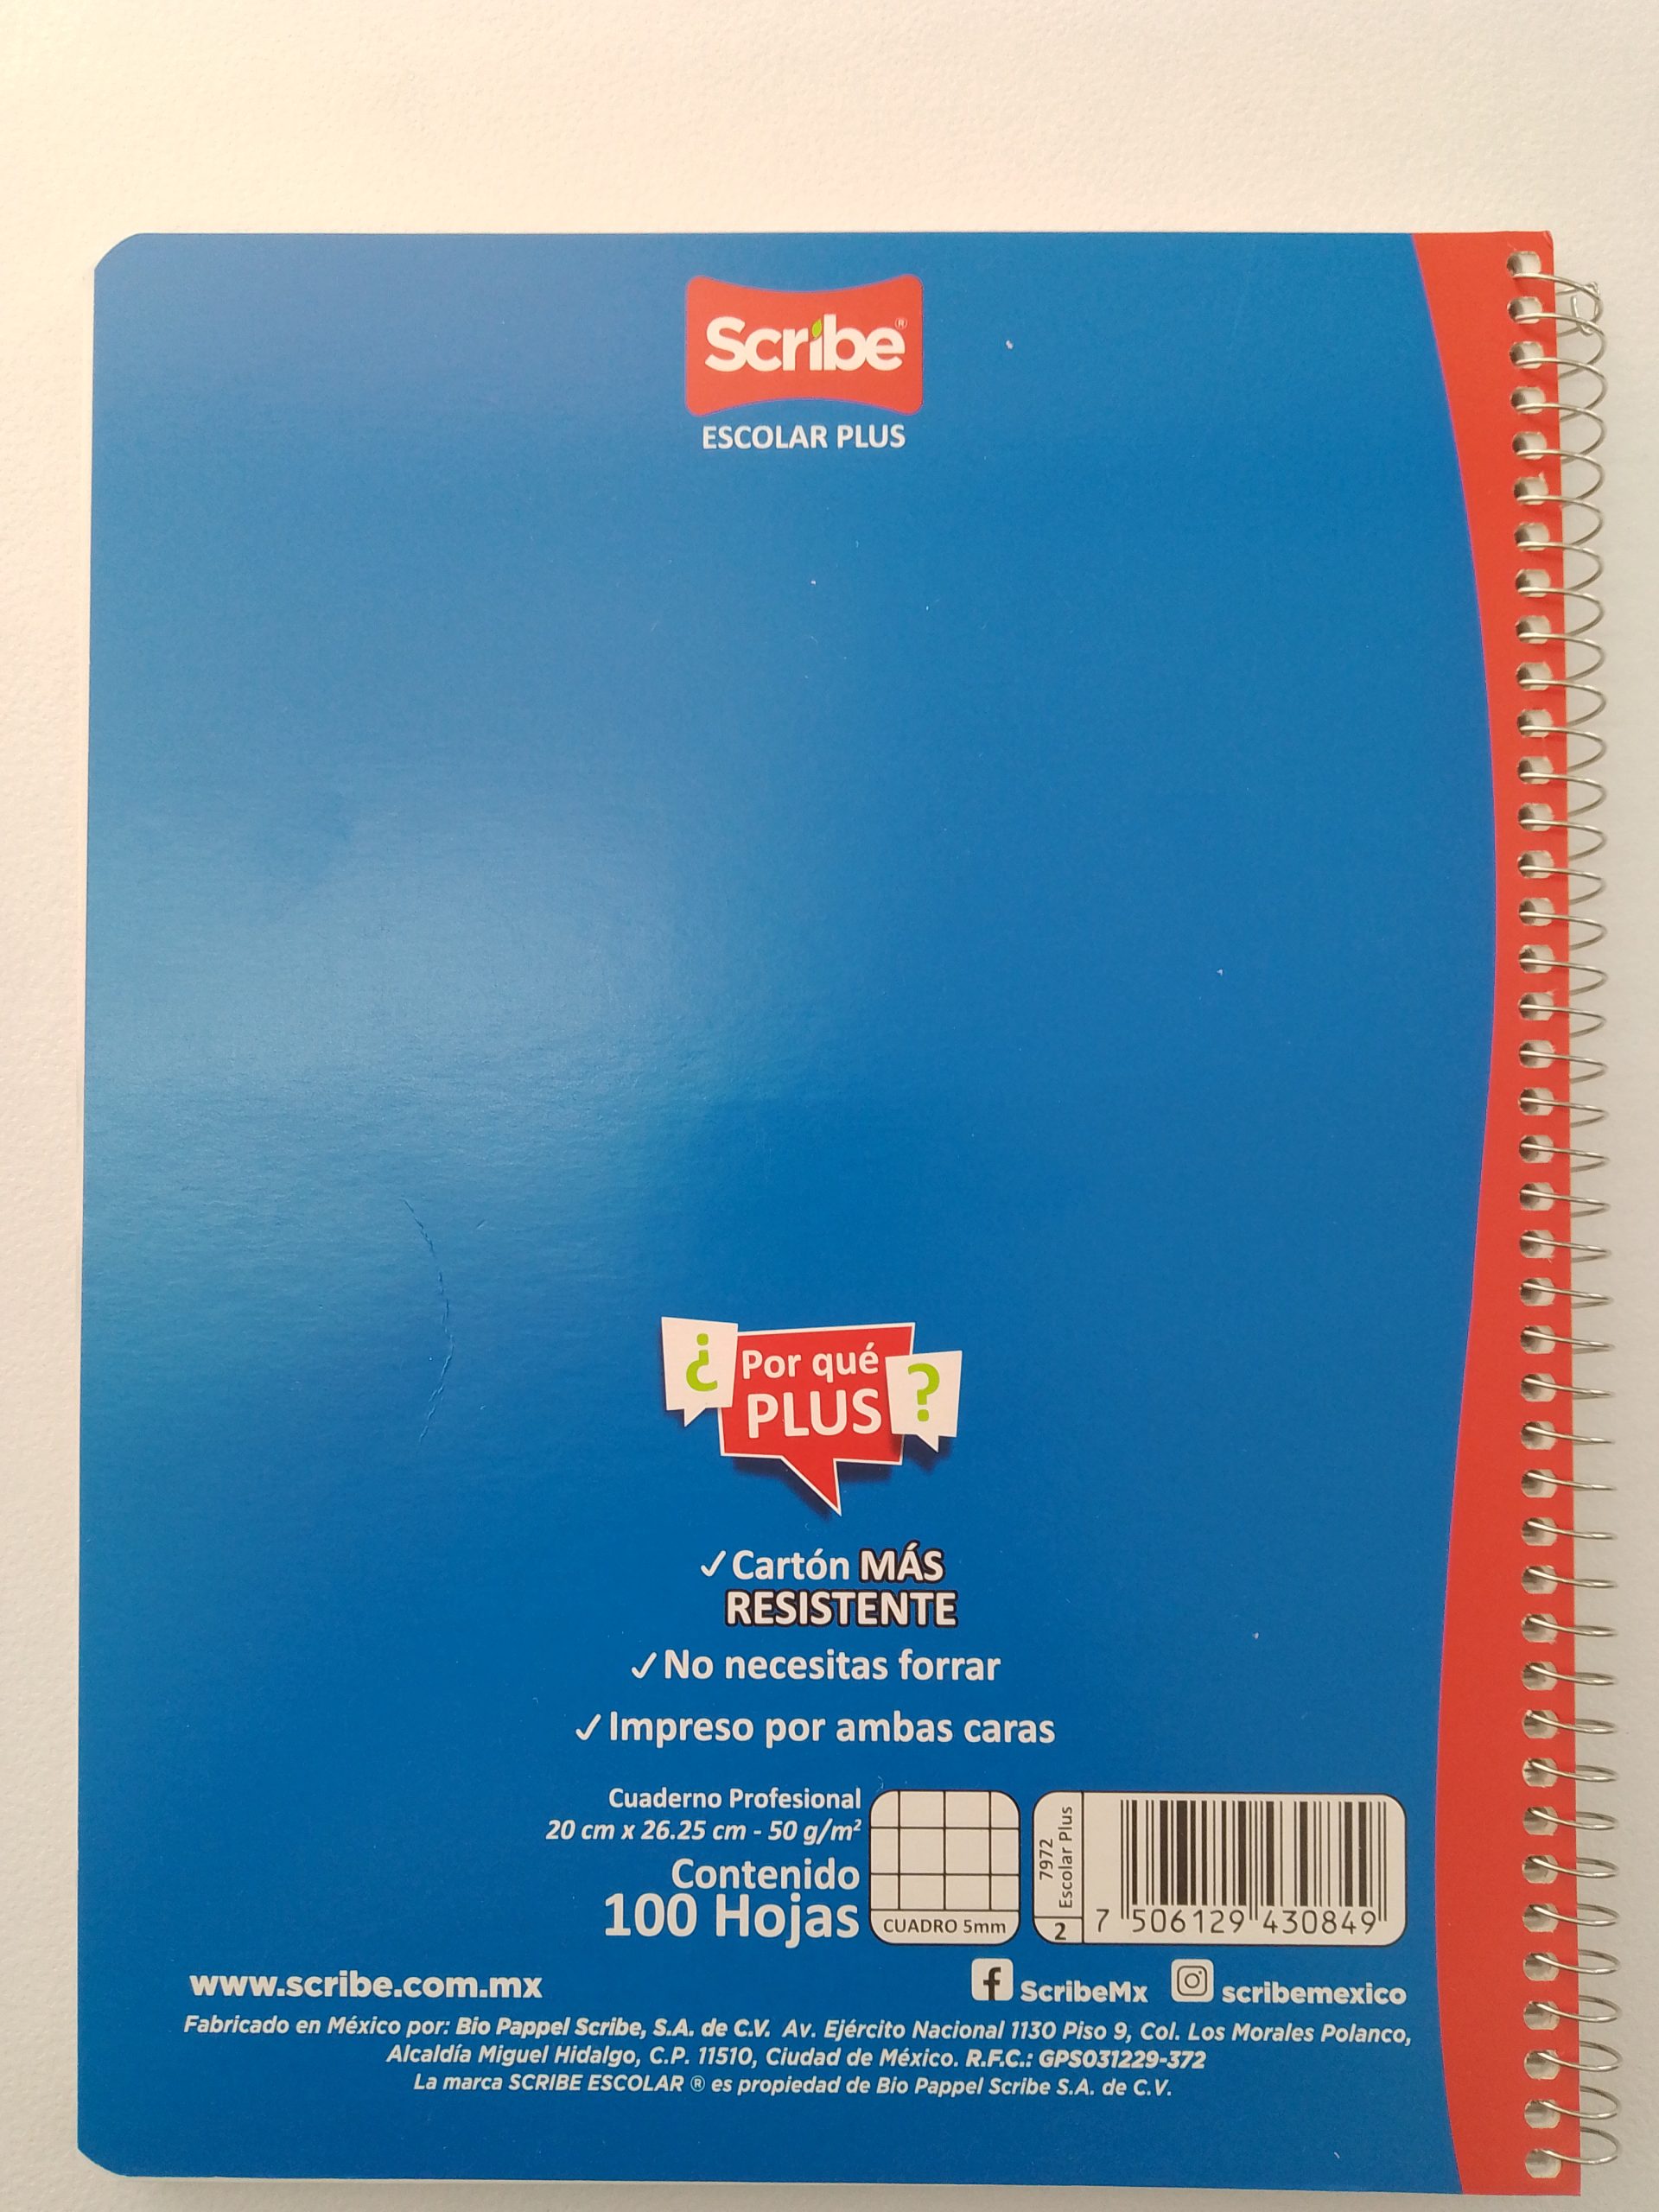 Scribe®
ESCOLAR PLUS
¿Por qué
PLUS?
✓Cartón MÁS
RESISTENTE
✓No necesitas forrar
✓Impreso por ambas caras
Cuaderno Profesional
20 cm x 26.25 cm - 50 g/m²
Contenido
100 Hojas
CUADRO 5mm
7972
Escolar Plus
2
7 506129 430849
www.scribe.com.mx
ScribeMx
scribemexico
Fabricado en México por: Bio Pappel Scribe, S.A. de C.V. Av. Ejército Nacional 1130 Piso 9, Col. Los Morales Polanco,
Alcaldía Miguel Hidalgo, C.P. 11510, Ciudad de México. R.F.C.: GPS031229-372
La marca SCRIBE ESCOLAR ® es propiedad de Bio Pappel Scribe S.A. de C.V.